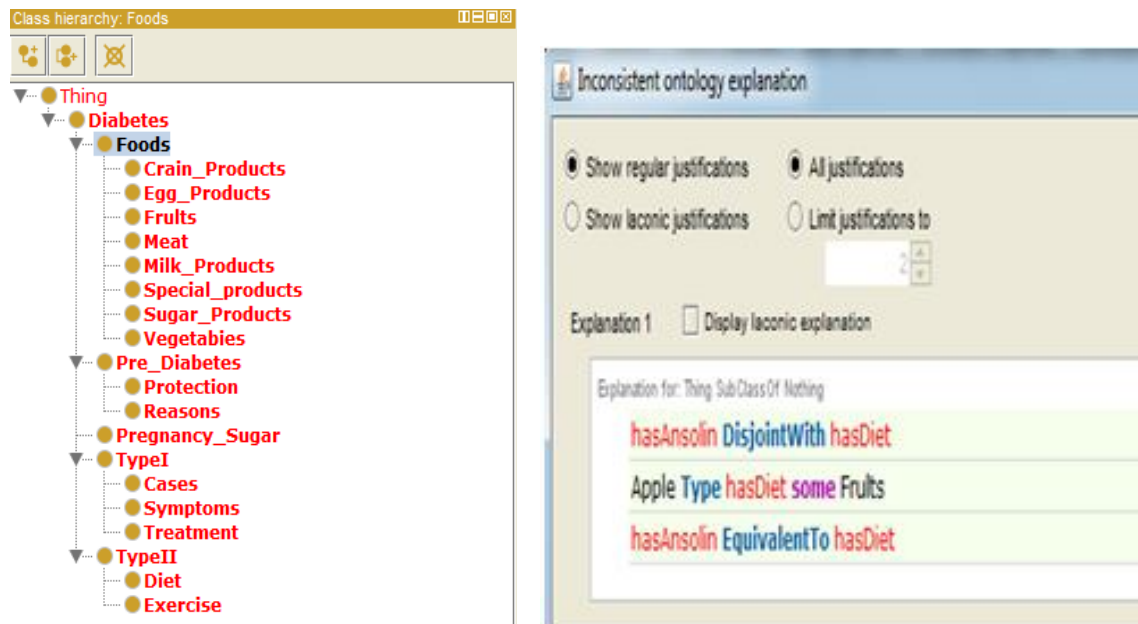 Class hierarchy: Foods
Thing
Diabetes
Foods
Crain_Products
Egg_Products
Frults
Meat
Milk_Products
Special_products
Sugar_Products
Vegetabies
Pre_Diabetes
Protection
Reasons
Pregnancy_Sugar
TypeI
Cases
Symptoms
Treatment
TypeII
Diet
Exercise
Inconsistent ontology explanation
Show regular justifications All justifications
Show laconic justifications Limit justifications to
2
Explanation 1 Display laconic explanation
Explanation for: Thing SubClassOf Nothing
hasAnsolin DisjointWith hasDiet
Apple Type hasDiet some Frults
hasAnsolin EquivalentTo hasDiet